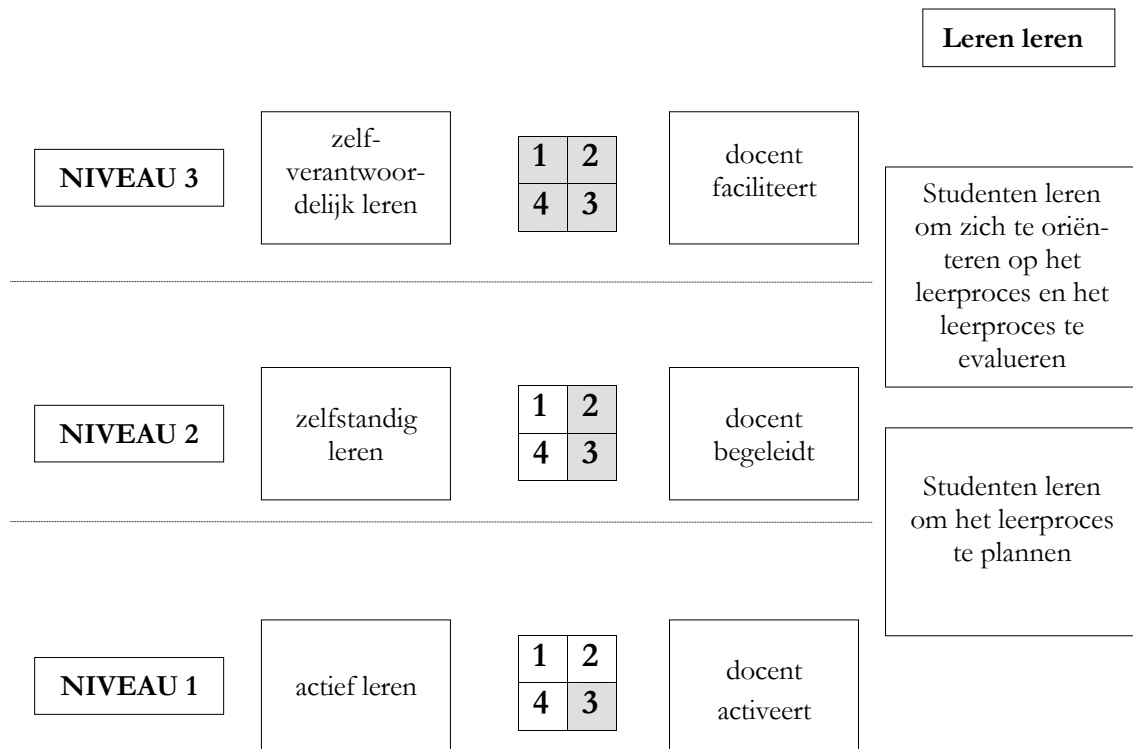 Leren leren
NIVEAU 3
zelf-
verantwoor-
delijk leren
1 2
4 3
docent
faciliteert
Studenten leren
om zich te oriën-
teren op het
leerproces en het
leerproces te
evalueren
NIVEAU 2
zelfstandig
leren
1 2
4 3
docent
begeleidt
Studenten leren
om het leerproces
te plannen
NIVEAU 1
actief leren
1 2
4 3
docent
activeert